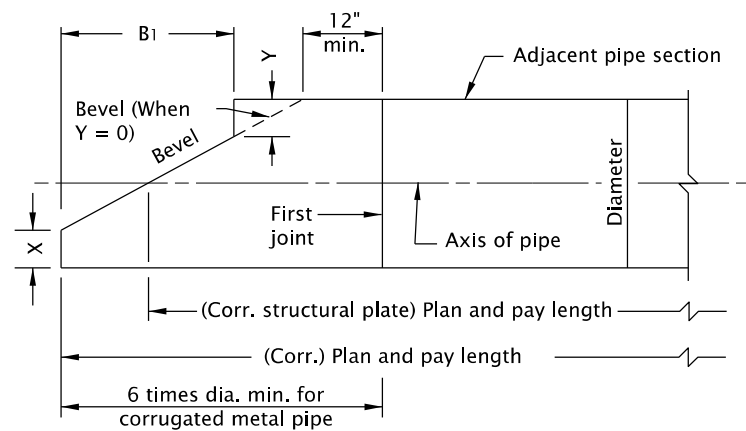 12"
min.
B1
Y
Adjacent pipe section
Bevel (When
Y = 0)
Bevel
Diameter
First
joint
Axis of pipe
X
(Corr. structural plate) Plan and pay length
(Corr.) Plan and pay length
6 times dia. min. for
corrugated metal pipe